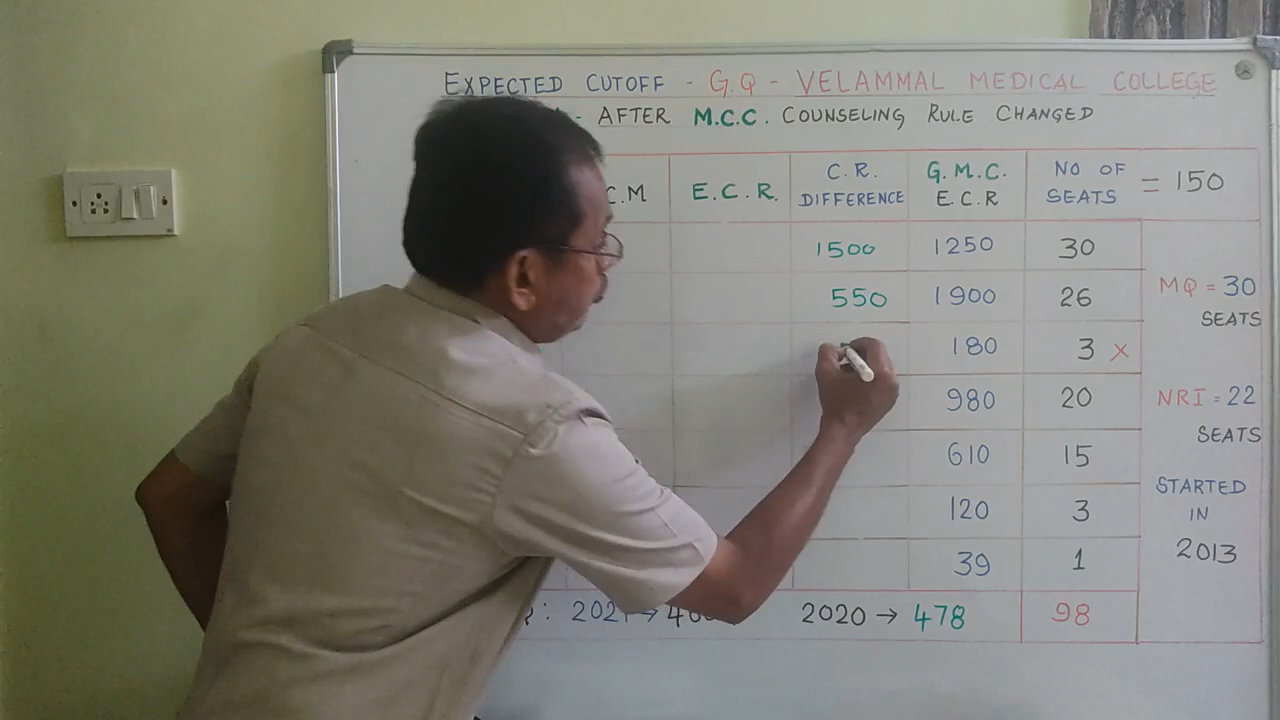 EXPECTED CUTOFF - G.Q - VELAMMAL MEDICAL COLLEGE
- AFTER M.C.C. COUNSELING RULE CHANGED
C.M E.C.R. C.R. DIFFERENCE G.M.C. E.C.R NO OF SEATS = 150
1500 1250 30
550 1900 26
180 3 X
980 20
610 15
120 3
39 1
: 2021 → 2020 → 478 98
MQ = 30
SEATS
NRI = 22
SEATS
STARTED
IN
2013